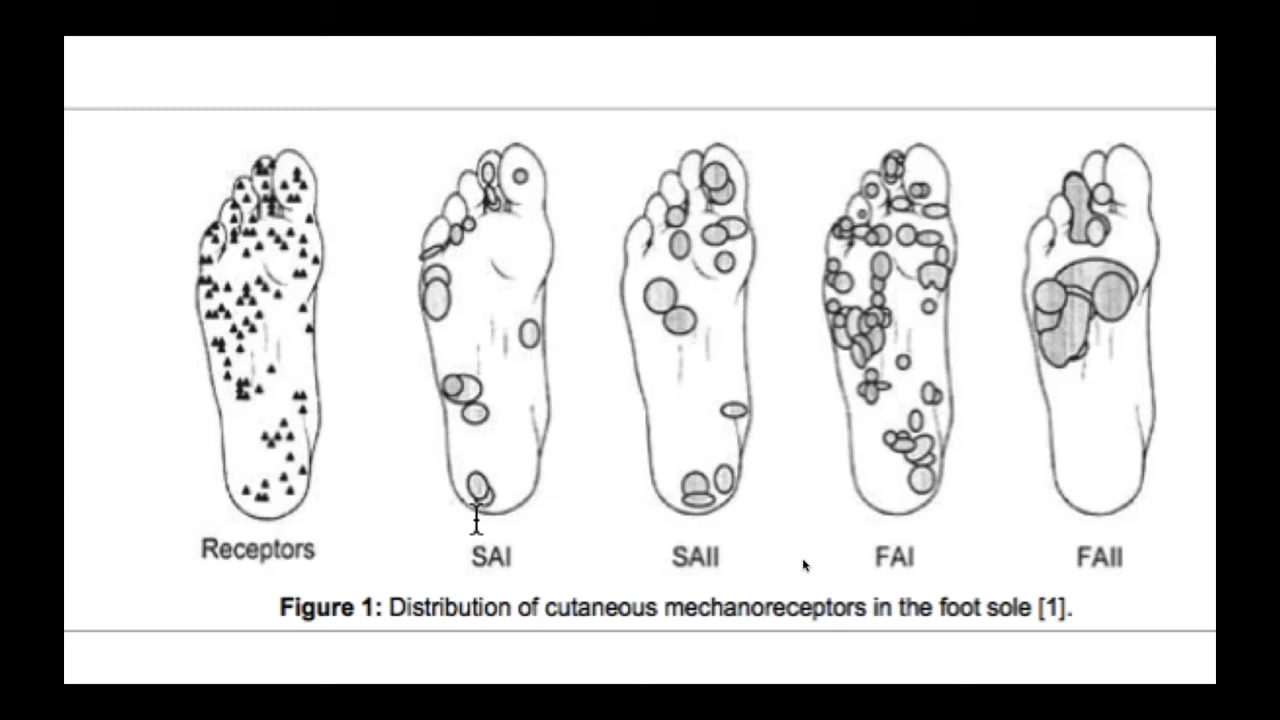 Receptors
SAI
SAII
FAI
FAII
Figure 1: Distribution of cutaneous mechanoreceptors in the foot sole [1].